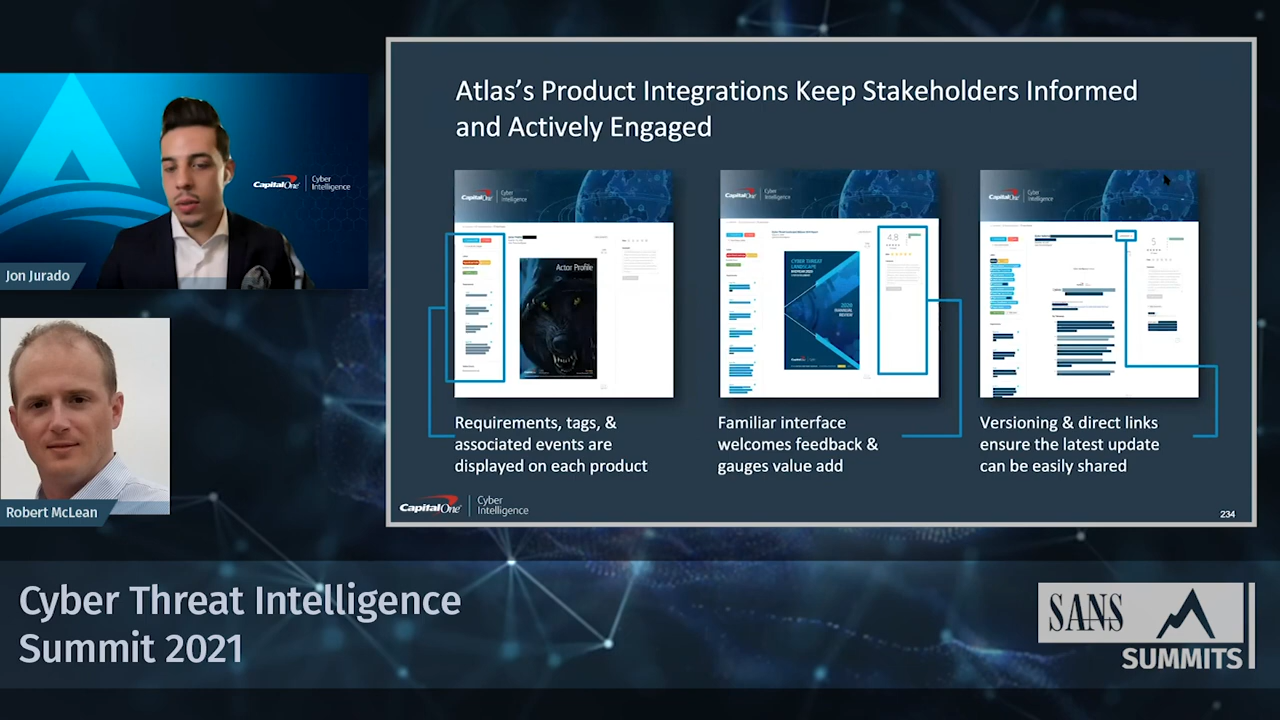 Atlas's Product Integrations Keep Stakeholders Informed
and Actively Engaged
Capital One
Cyber
Intelligence
Jon Jurado
Robert McLean
Capital One
Cyber
Intelligence
Actor Profile
Capital One
Cyber
Intelligence
4.8
CYBER THREAT
LANDSCAPE
2020
Capital One
Cyber
Intelligence
5
Requirements, tags, &
associated events are
displayed on each product
Familiar interface
welcomes feedback &
gauges value add
Versioning & direct links
ensure the latest update
can be easily shared
Capital One
Cyber
Intelligence
234
Cyber Threat Intelligence
Summit 2021
SANS
SUMMITS